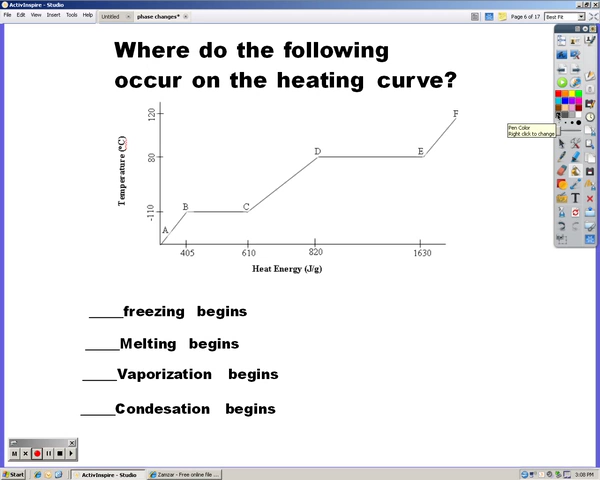 ActivInspire - Studio
File Edit View Insert Tools Help Untitled phase changes* Page 6 of 17 Best Fit
Where do the following
occur on the heating curve?
Pen Color
Right click to change
Temperature (°C)
120
80
-110
A
B
C
D
E
F
405 610 820 1630
Heat Energy (J/g)
_____freezing begins
_____Melting begins
_____Vaporization begins
_____Condesation begins
Start ActivInspire - Studio Zamzar - Free online file ... 3:08 PM